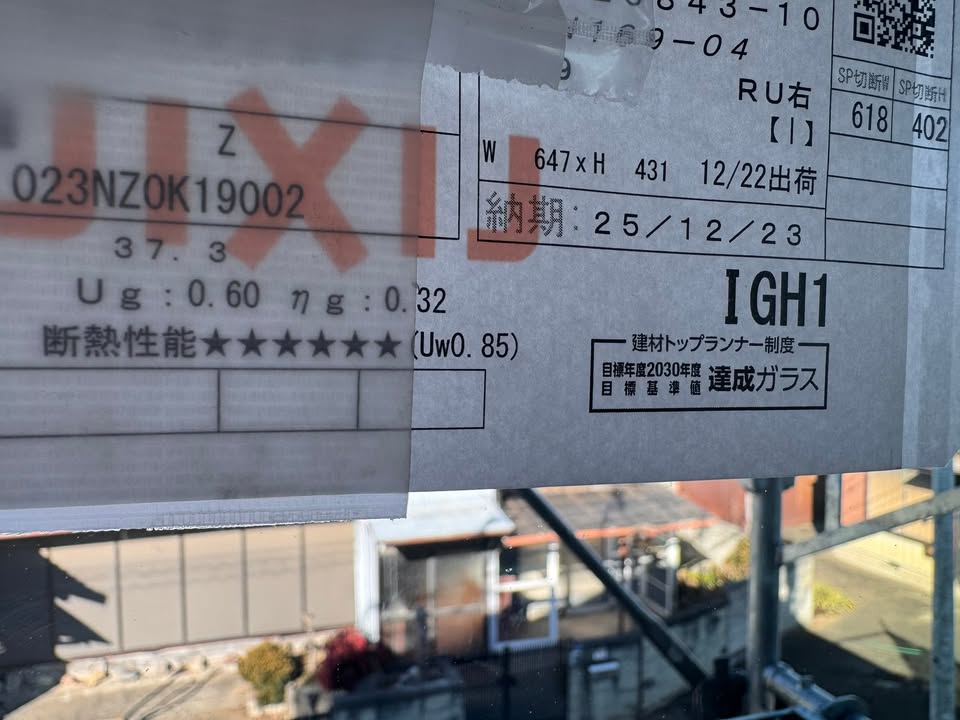 843-10
9-04
9
RU右
【I】
SP切断W SP切断H
618 402
W 647xH 431 12/22出荷
納期: 25/12/23
LIXIL
Z
023NZ0K19002
37.3
Ug:0.60 ηg:0.32
断熱性能★★★★★★(Uw0.85)
IGH1
建材トップランナー制度
目標年度2030年度
目標基準値
達成ガラス